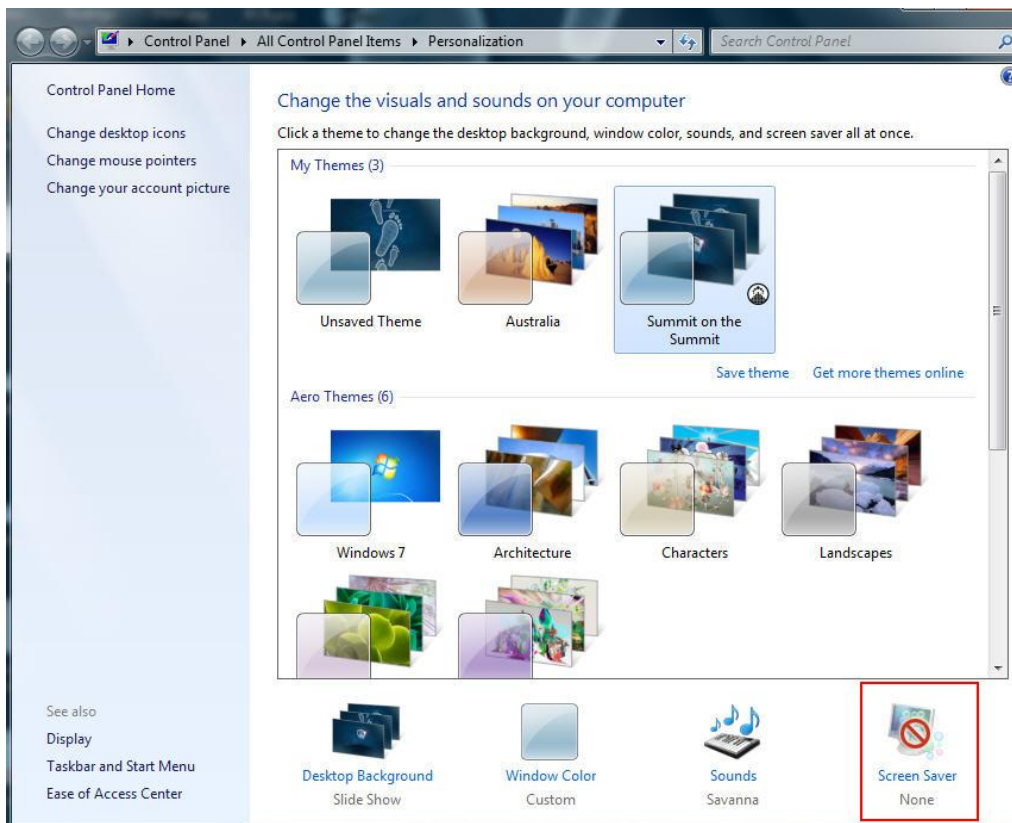 Control Panel ▸ All Control Panel Items ▸ Personalization
Search Control Panel
Control Panel Home
Change desktop icons
Change mouse pointers
Change your account picture
Change the visuals and sounds on your computer
Click a theme to change the desktop background, window color, sounds, and screen saver all at once.
My Themes (3)
Unsaved Theme
Australia
Summit on the
Summit
Save theme
Get more themes online
Aero Themes (6)
Windows 7
Architecture
Characters
Landscapes
See also
Display
Taskbar and Start Menu
Ease of Access Center
Desktop Background
Slide Show
Window Color
Custom
Sounds
Savanna
Screen Saver
None